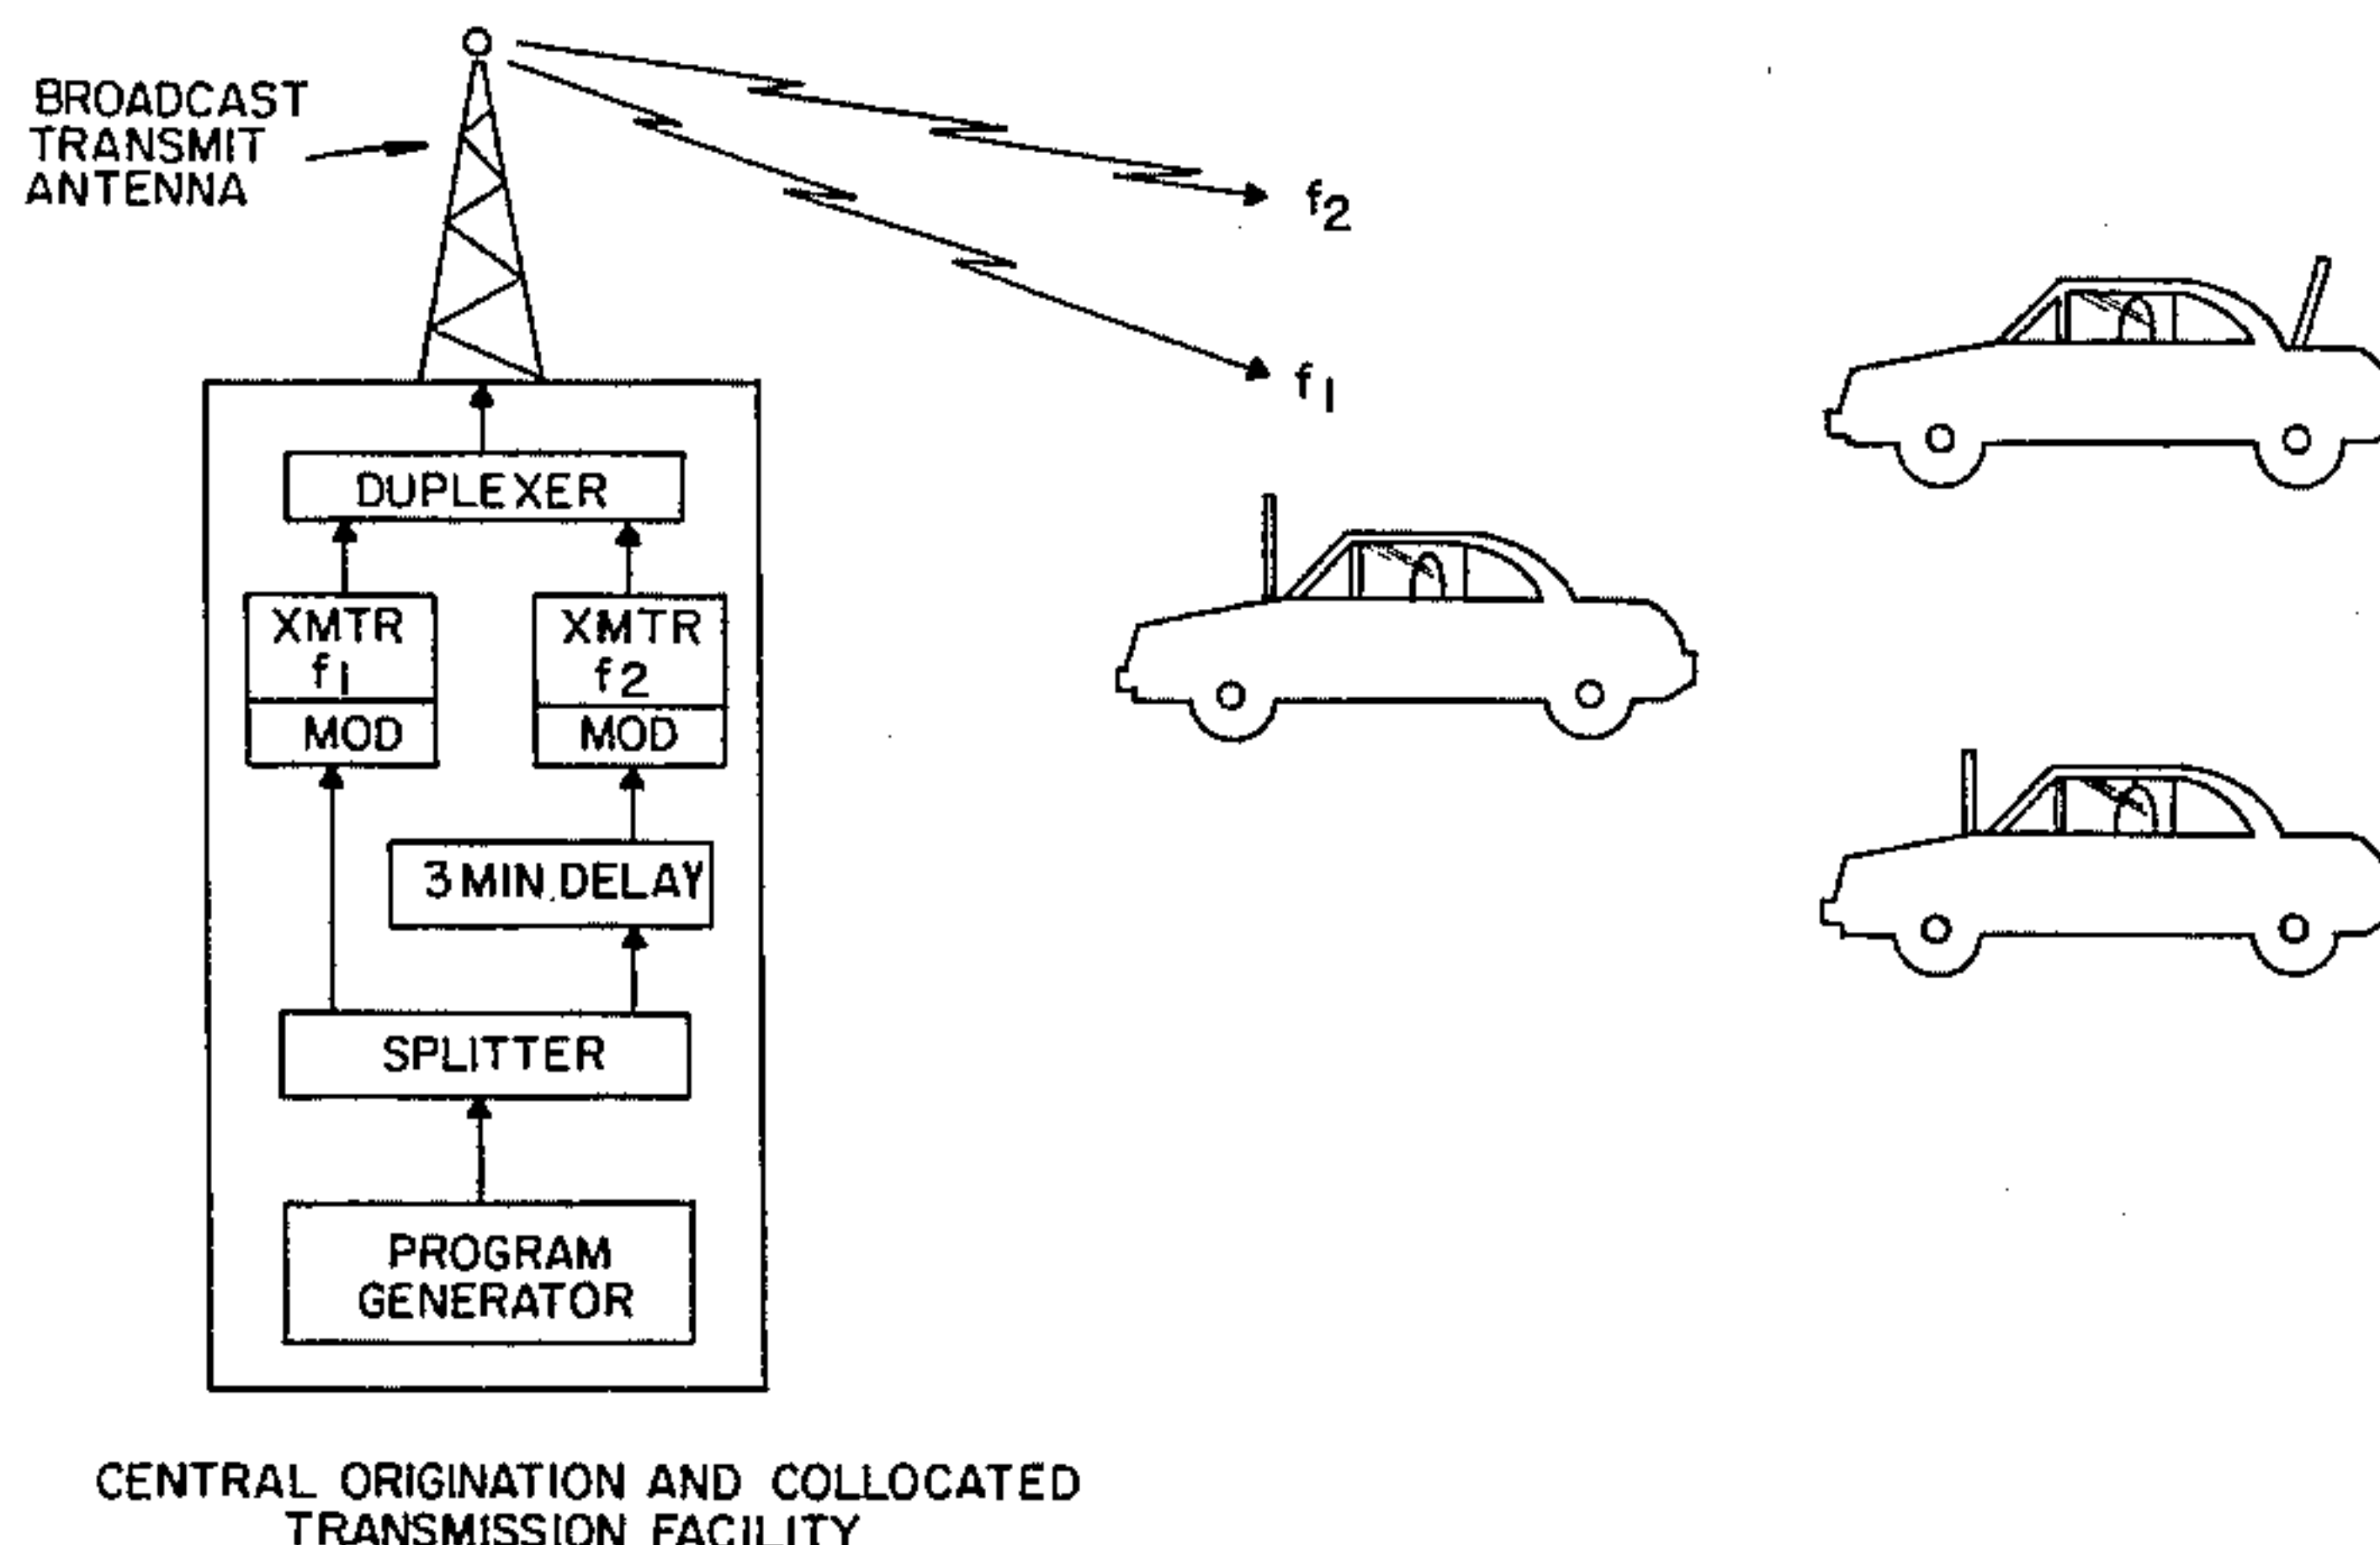 BROADCAST
TRANSMIT
ANTENNA
f2
f1
DUPLEXER
XMTR
f1
MOD
XMTR
f2
MOD
3 MIN. DELAY
SPLITTER
PROGRAM
GENERATOR
CENTRAL ORIGINATION AND COLLOCATED
TRANSMISSION FACILITY